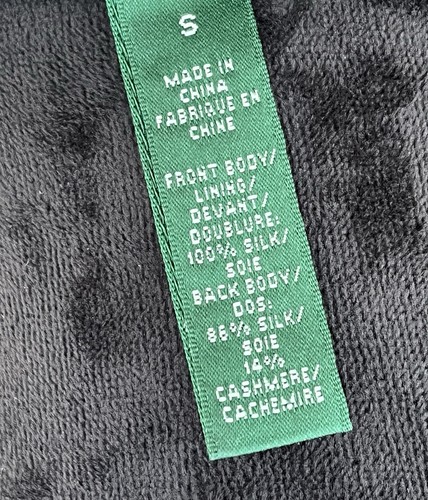 S
MADE IN
CHINA
FABRIQUE EN
CHINE
FRONT BODY/
LINING/
DEVANT/
DOUBLURE:
100% SILK/
SOIE
BACK BODY/
DOS:
86% SILK/
SOIE
14%
CASHMERE/
CACHEMIRE